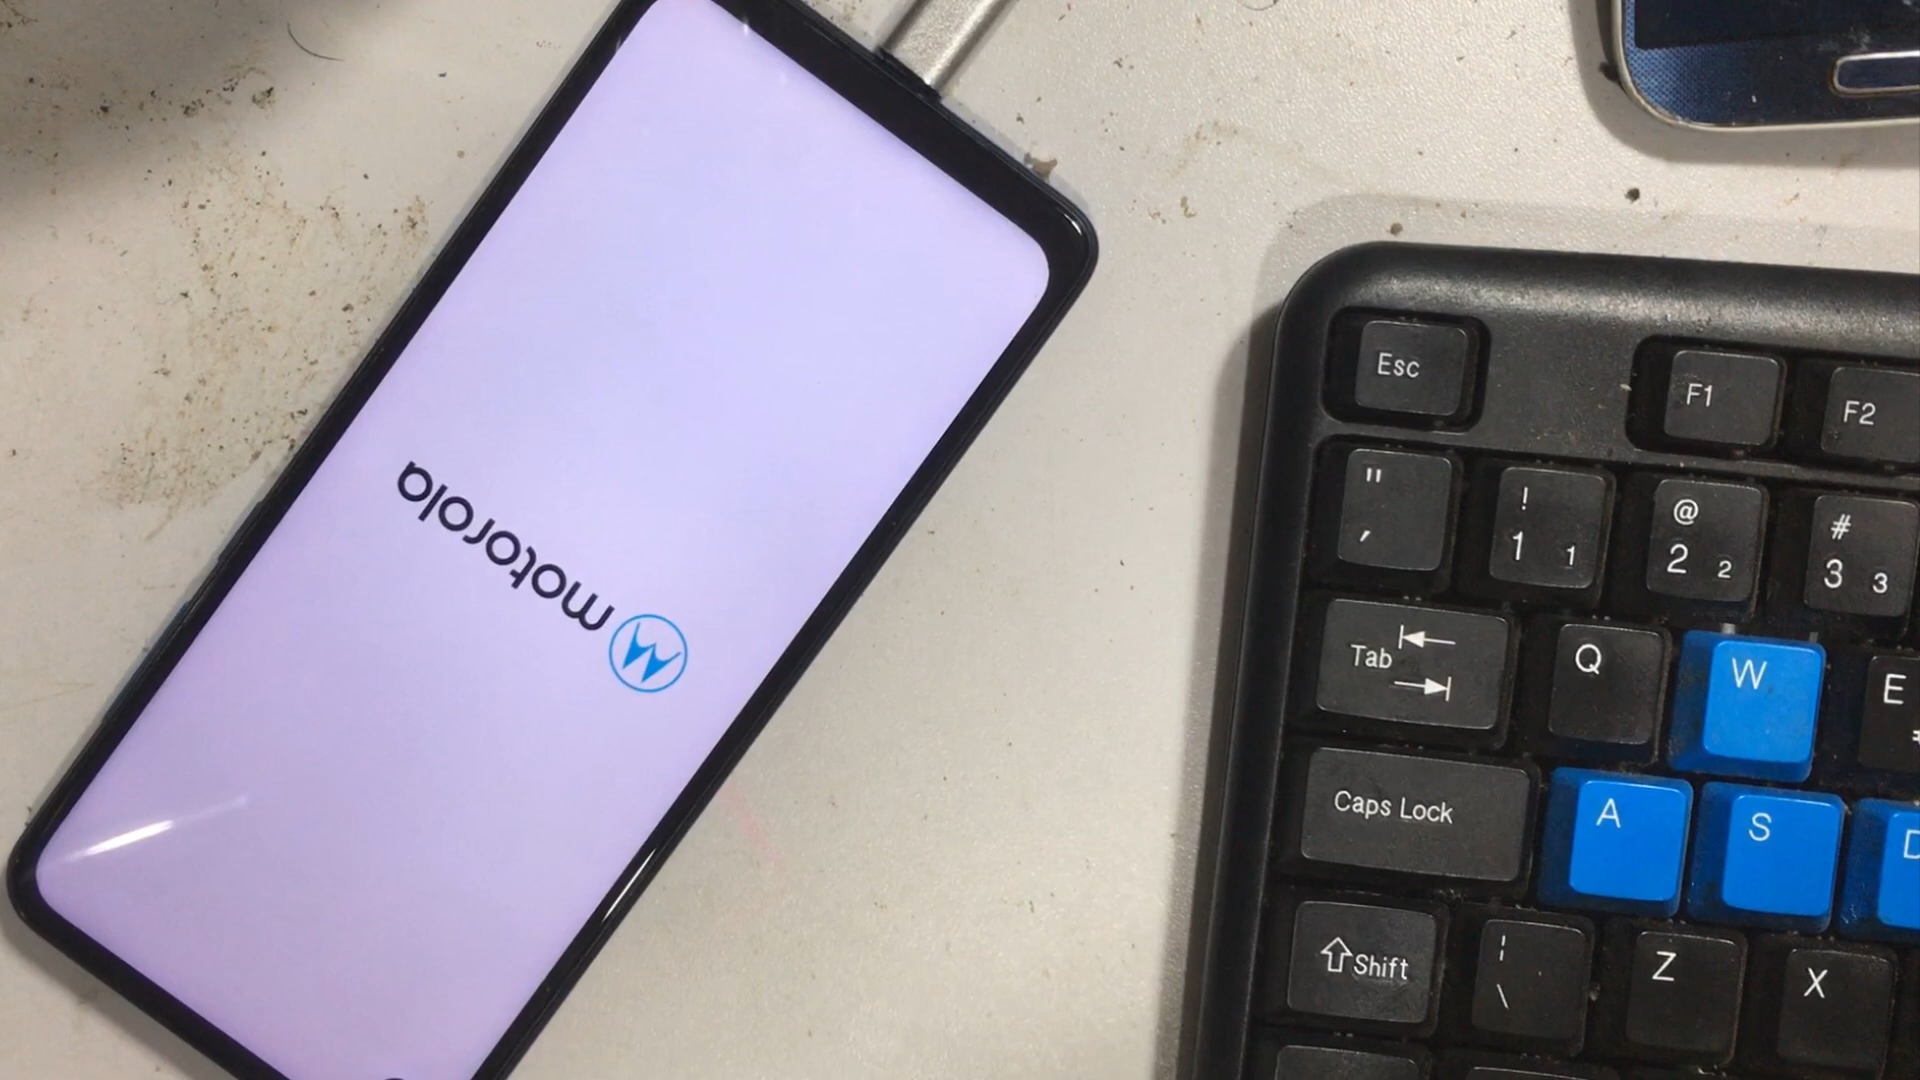 motorola
Esc F1 F2
" ! @ #
' 1 1 2 2 3 3
Tab Q W E
Caps Lock A S D
Shift ¦ \ Z X